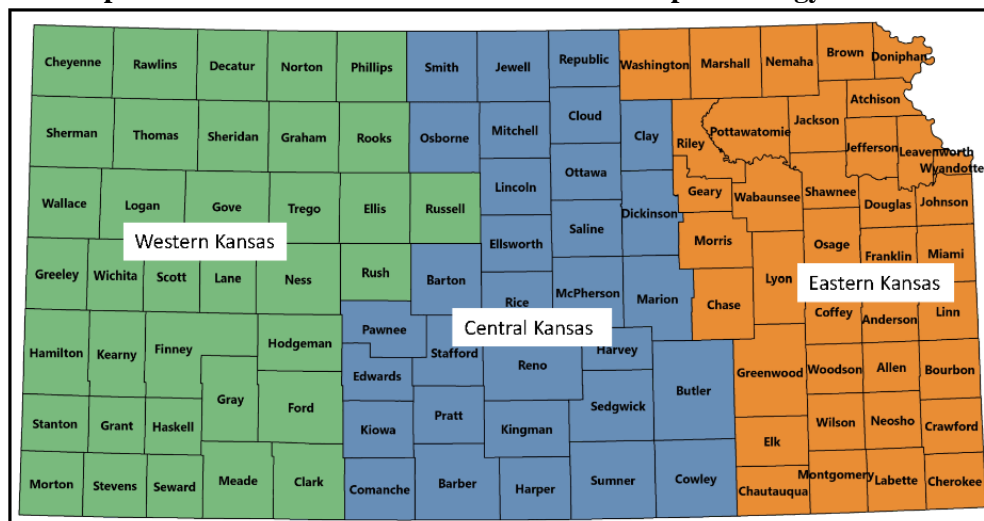 Cheyenne
Rawlins
Decatur
Norton
Phillips
Smith
Jewell
Republic
Washington
Marshall
Nemaha
Brown
Doniphan
Atchison
Sherman
Thomas
Sheridan
Graham
Rooks
Osborne
Mitchell
Cloud
Clay
Riley
Pottawatomie
Jackson
Jefferson
Leavenworth
Wyandotte
Wallace
Logan
Gove
Trego
Ellis
Russell
Lincoln
Ottawa
Dickinson
Geary
Wabaunsee
Shawnee
Douglas
Johnson
Western Kansas
Ellsworth
Saline
Morris
Osage
Franklin
Miami
Greeley
Wichita
Scott
Lane
Ness
Rush
Barton
Rice
McPherson
Marion
Chase
Lyon
Eastern Kansas
Coffey
Anderson
Linn
Central Kansas
Hamilton
Kearny
Finney
Hodgeman
Pawnee
Stafford
Edwards
Reno
Harvey
Butler
Greenwood
Woodson
Allen
Bourbon
Gray
Ford
Stanton
Grant
Haskell
Kiowa
Pratt
Kingman
Sedgwick
Elk
Wilson
Neosho
Crawford
Morton
Stevens
Seward
Meade
Clark
Comanche
Barber
Harper
Sumner
Cowley
Chautauqua
Montgomery
Labette
Cherokee